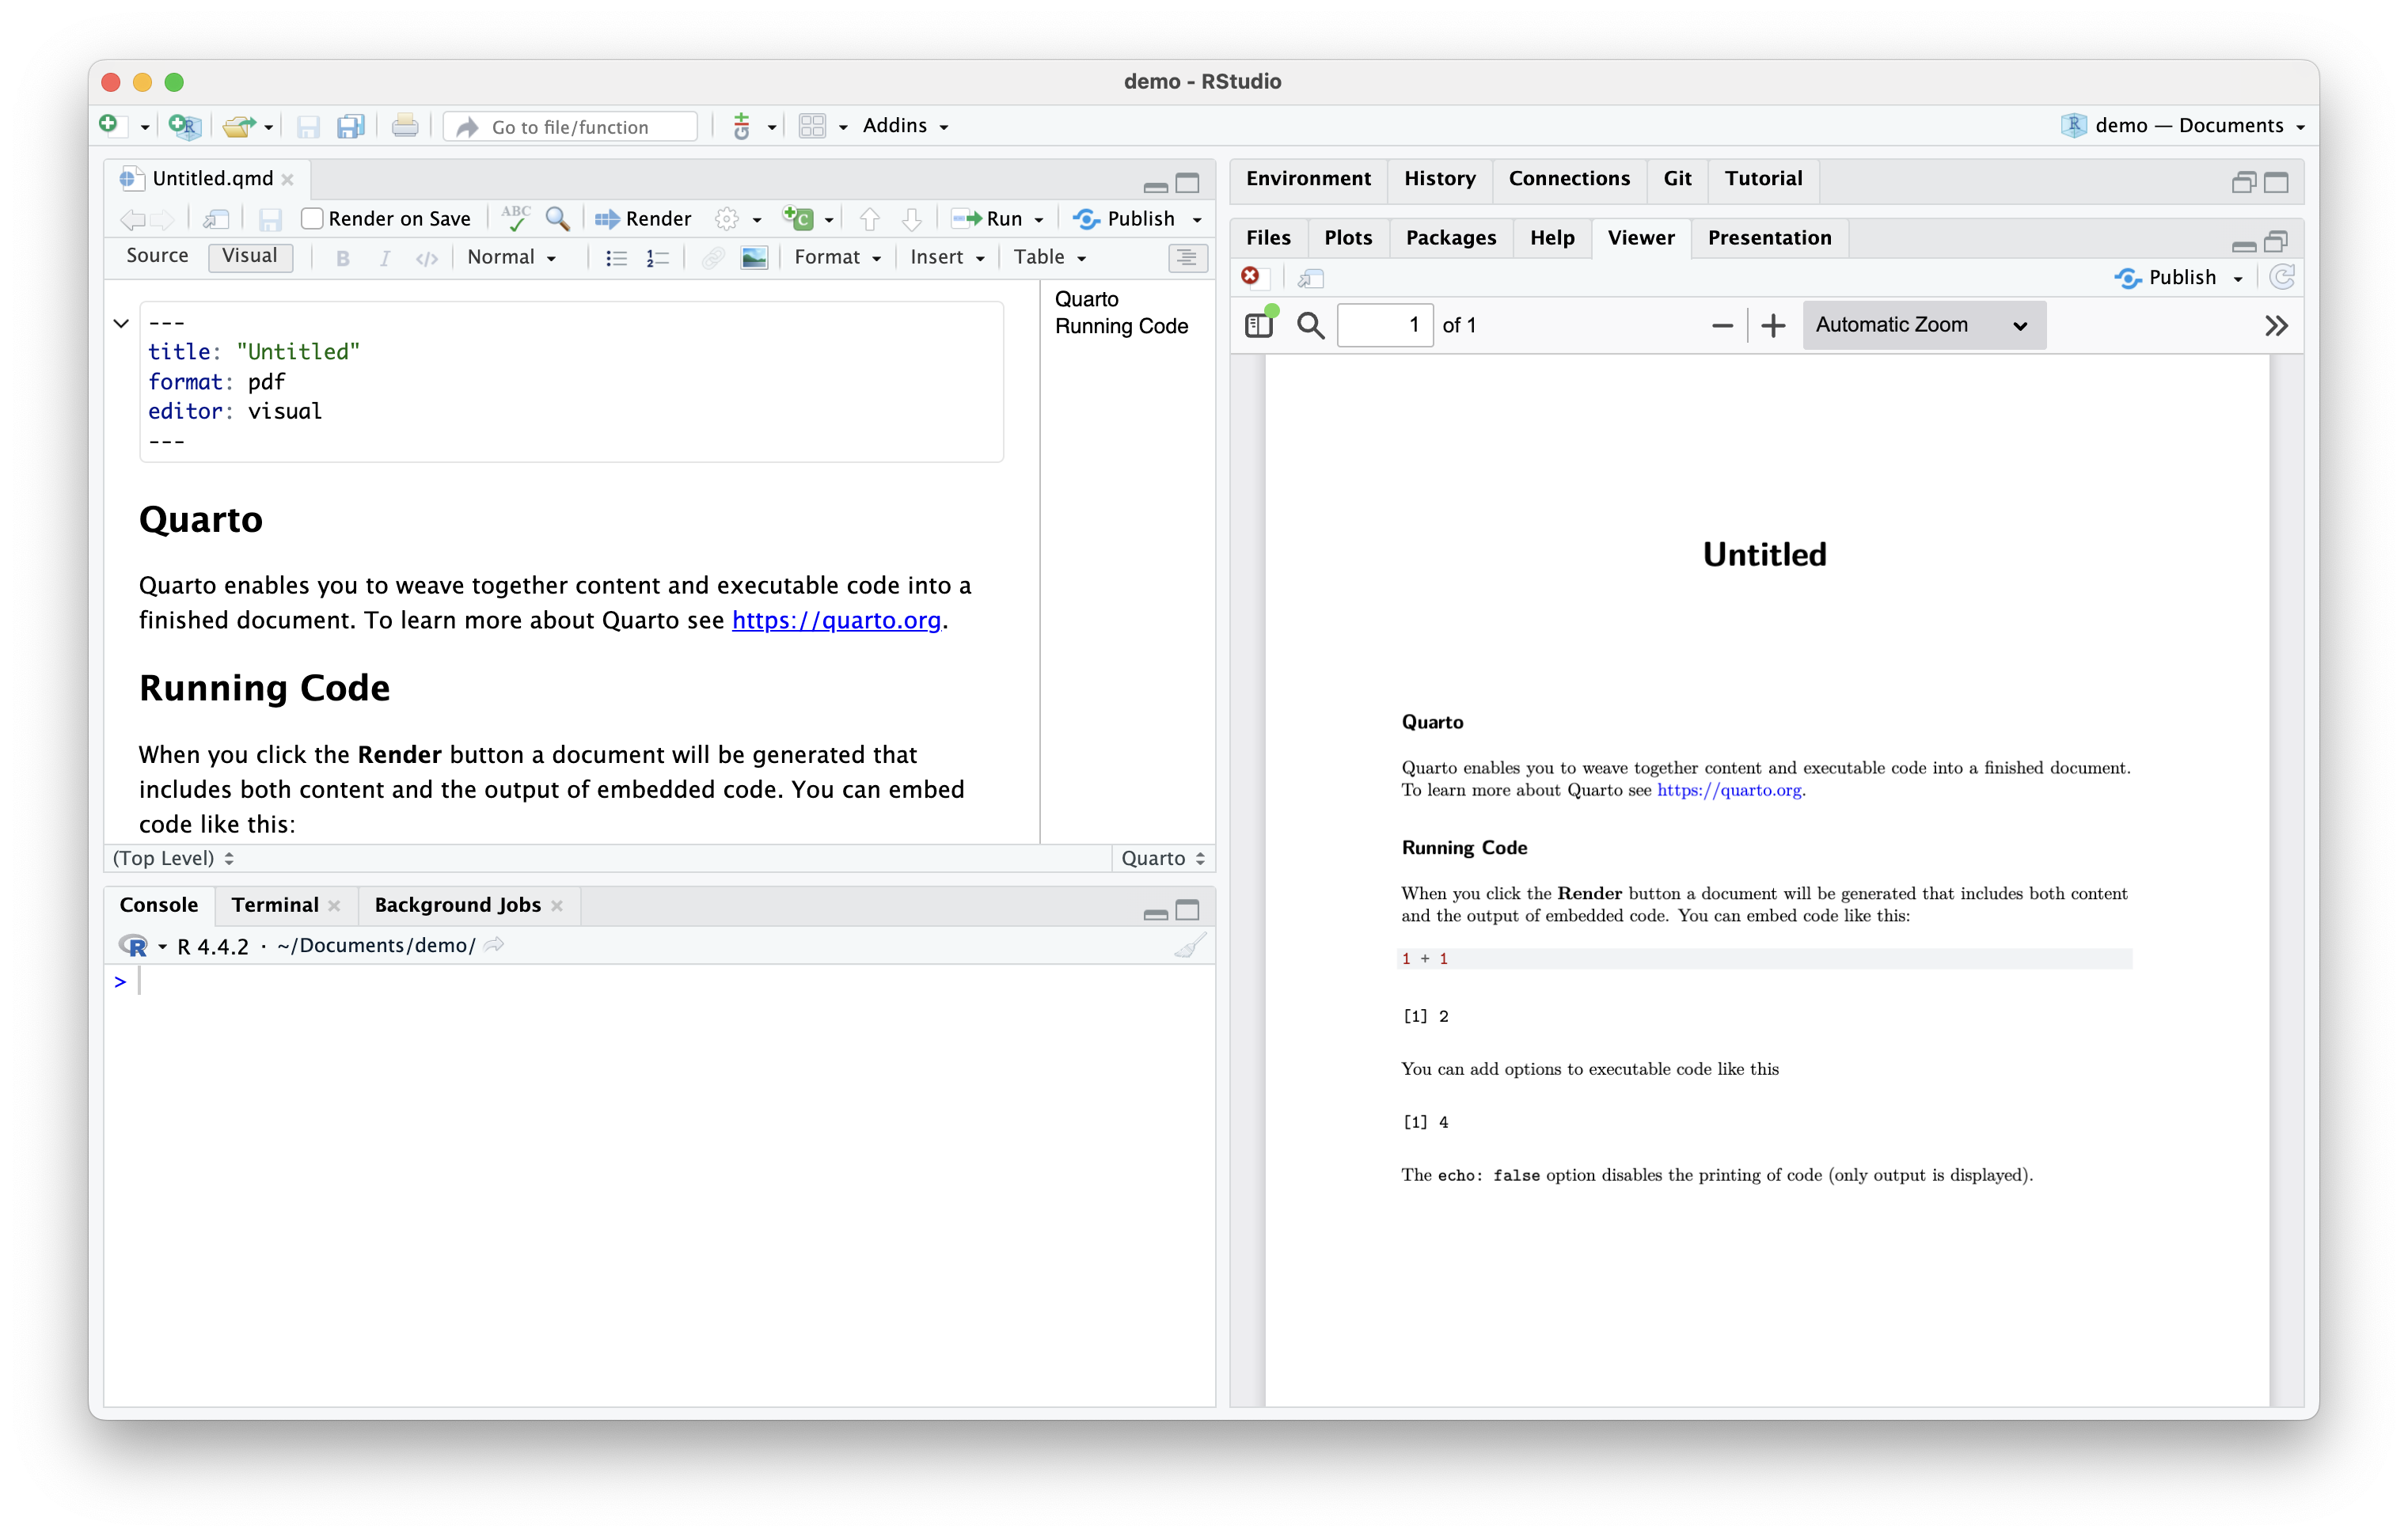 demo - RStudio
Go to file/function
Addins
demo — Documents
Untitled.qmd
Render on Save
ABC
Render
Run
Publish
Source
Visual
B
I
</>
Normal
Format
Insert
Table
---
title: "Untitled"
format: pdf
editor: visual
---
Quarto
Quarto enables you to weave together content and executable code into a
finished document. To learn more about Quarto see https://quarto.org.
Running Code
When you click the Render button a document will be generated that
includes both content and the output of embedded code. You can embed
code like this:
Quarto
Running Code
(Top Level)
Quarto
Console
Terminal
Background Jobs
R 4.4.2 · ~/Documents/demo/
>
Environment
History
Connections
Git
Tutorial
Files
Plots
Packages
Help
Viewer
Presentation
Publish
1 of 1
Automatic Zoom
Untitled
Quarto
Quarto enables you to weave together content and executable code into a finished document.
To learn more about Quarto see https://quarto.org.
Running Code
When you click the Render button a document will be generated that includes both content
and the output of embedded code. You can embed code like this:
1 + 1
[1] 2
You can add options to executable code like this
[1] 4
The echo: false option disables the printing of code (only output is displayed).